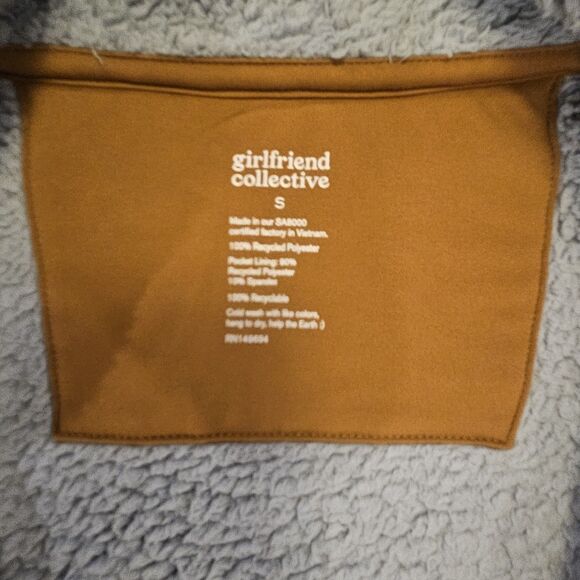 girlfriend
collective
S
Made in our SA8000
certified factory in Vietnam.
100% Recycled Polyester
Pocket Lining: 90%
Recycled Polyester
10% Spandex
100% Recyclable
Cold wash with like colors,
hang to dry, help the Earth :)
RN149694